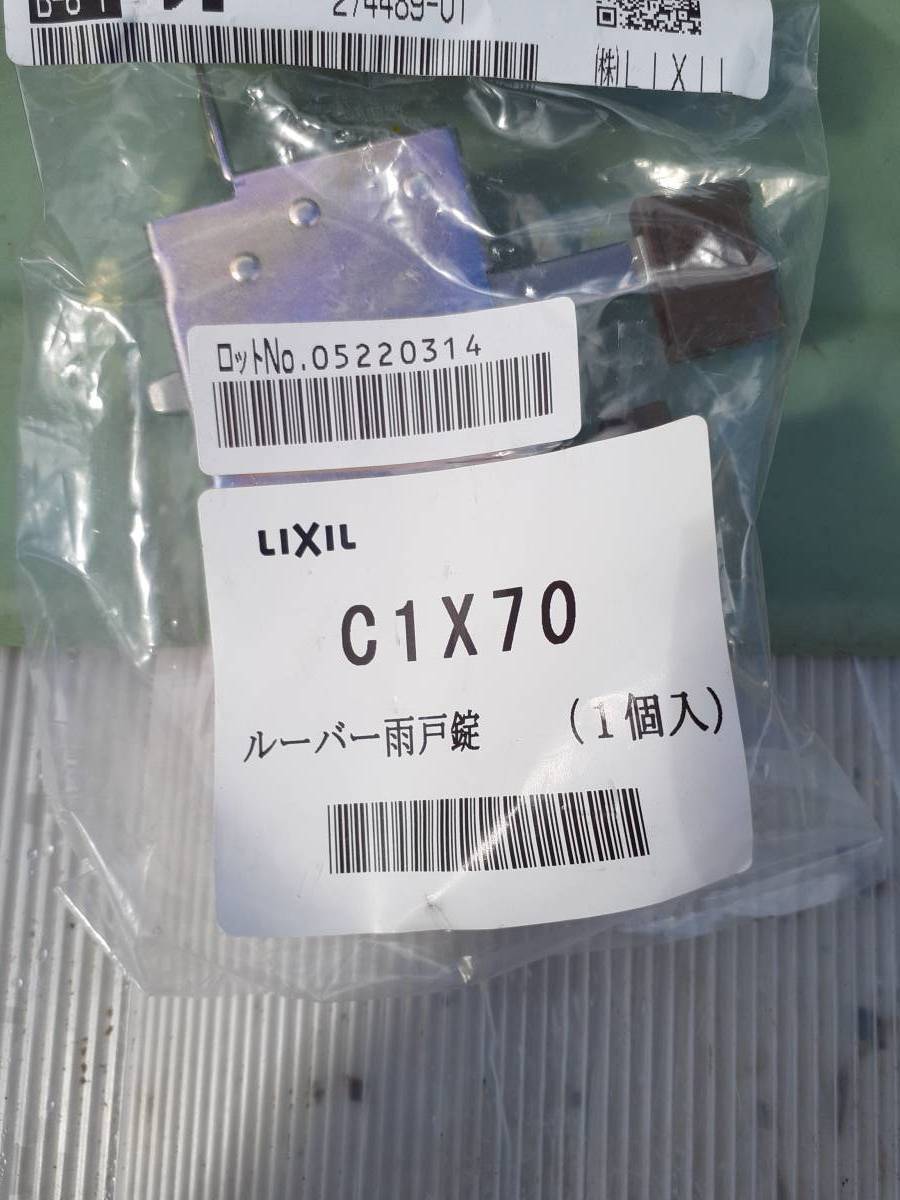 274489-01
㈱LIXIL
ロットNo.05220314
LIXIL
C1X70
ルーバー雨戸錠 (1個入)